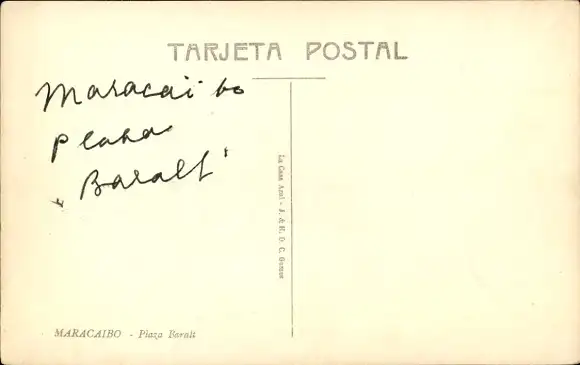 TARJETA POSTAL
Maracaibo
Plaza
"Baralt"
La Casa Azul - J. & R. D. C. Gomez
MARACAIBO - Plaza Baralt